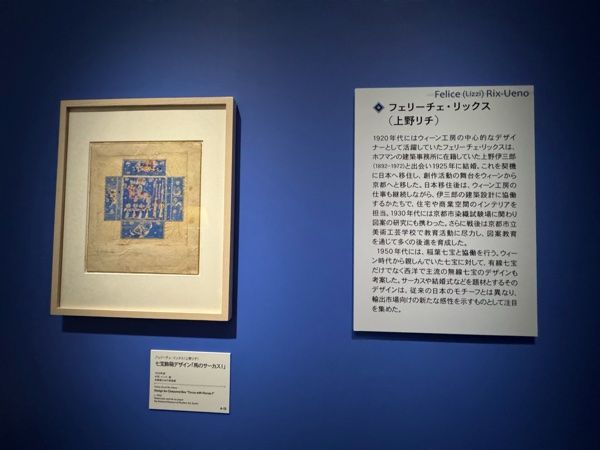 Felice (Lizzi) Rix-Ueno
フェリーチェ・リックス
（上野リチ）
1920年代にはウィーン工房の中心的なデザイ
ナーとして活躍していたフェリーチェ・リックスは、
ホフマンの建築事務所に在籍していた上野伊三郎
（1892-1972）と出会い1925年に結婚。これを契機
に日本へ移住し、創作活動の舞台をウィーンから
京都へと移した。日本移住後は、ウィーン工房の
仕事も継続しながら、伊三郎の建築設計に協働
するかたちで、住宅や商業空間のインテリアを
担当、1930年代には京都市染織試験場に関わり
図案の研究にも携わった。さらに戦後は京都市立
美術工芸学校で教育活動に尽力し、図案教育
を通じて多くの後進を育成した。
1950年代には、稲葉七宝と協働を行う。ウィー
ン時代から親しんでいた七宝に対して、有線七宝
だけでなく西洋で主流の無線七宝のデザインも
考案した。サーカスや結婚式などを題材とするその
デザインは、従来の日本のモチーフとは異なり、
輸出市場向けの新たな感性を示すものとして注目
を集めた。
フェリーチェ・リックス（上野リチ）
七宝飾箱デザイン「馬のサーカスⅠ」